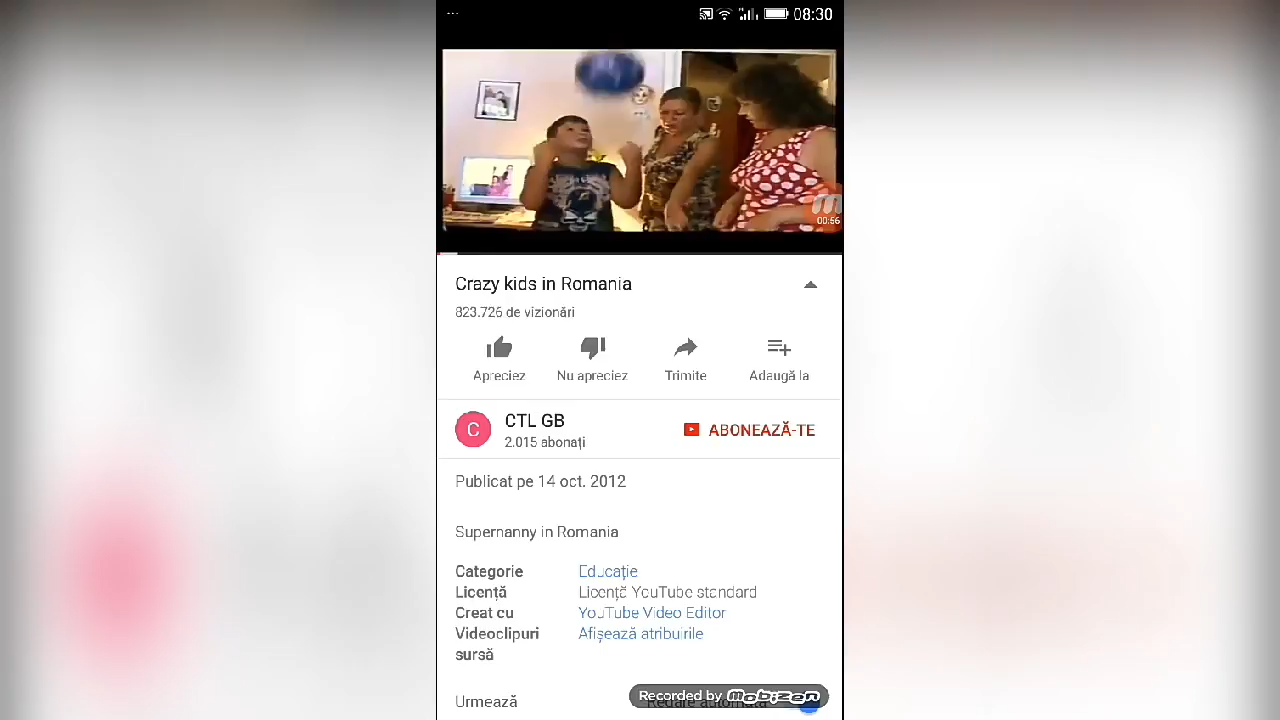 08:30
00:56
Crazy kids in Romania
823.726 de vizionări
Apreciez
Nu apreciez
Trimite
Adaugă la
CTL GB
2.015 abonați
ABONEAZĂ-TE
C
Publicat pe 14 oct. 2012
Supernanny in Romania
Categorie Educație
Licență Licență YouTube standard
Creat cu YouTube Video Editor
Videoclipuri Afișează atribuirile
sursă
Urmează
Redare automată
Recorded by mobizen